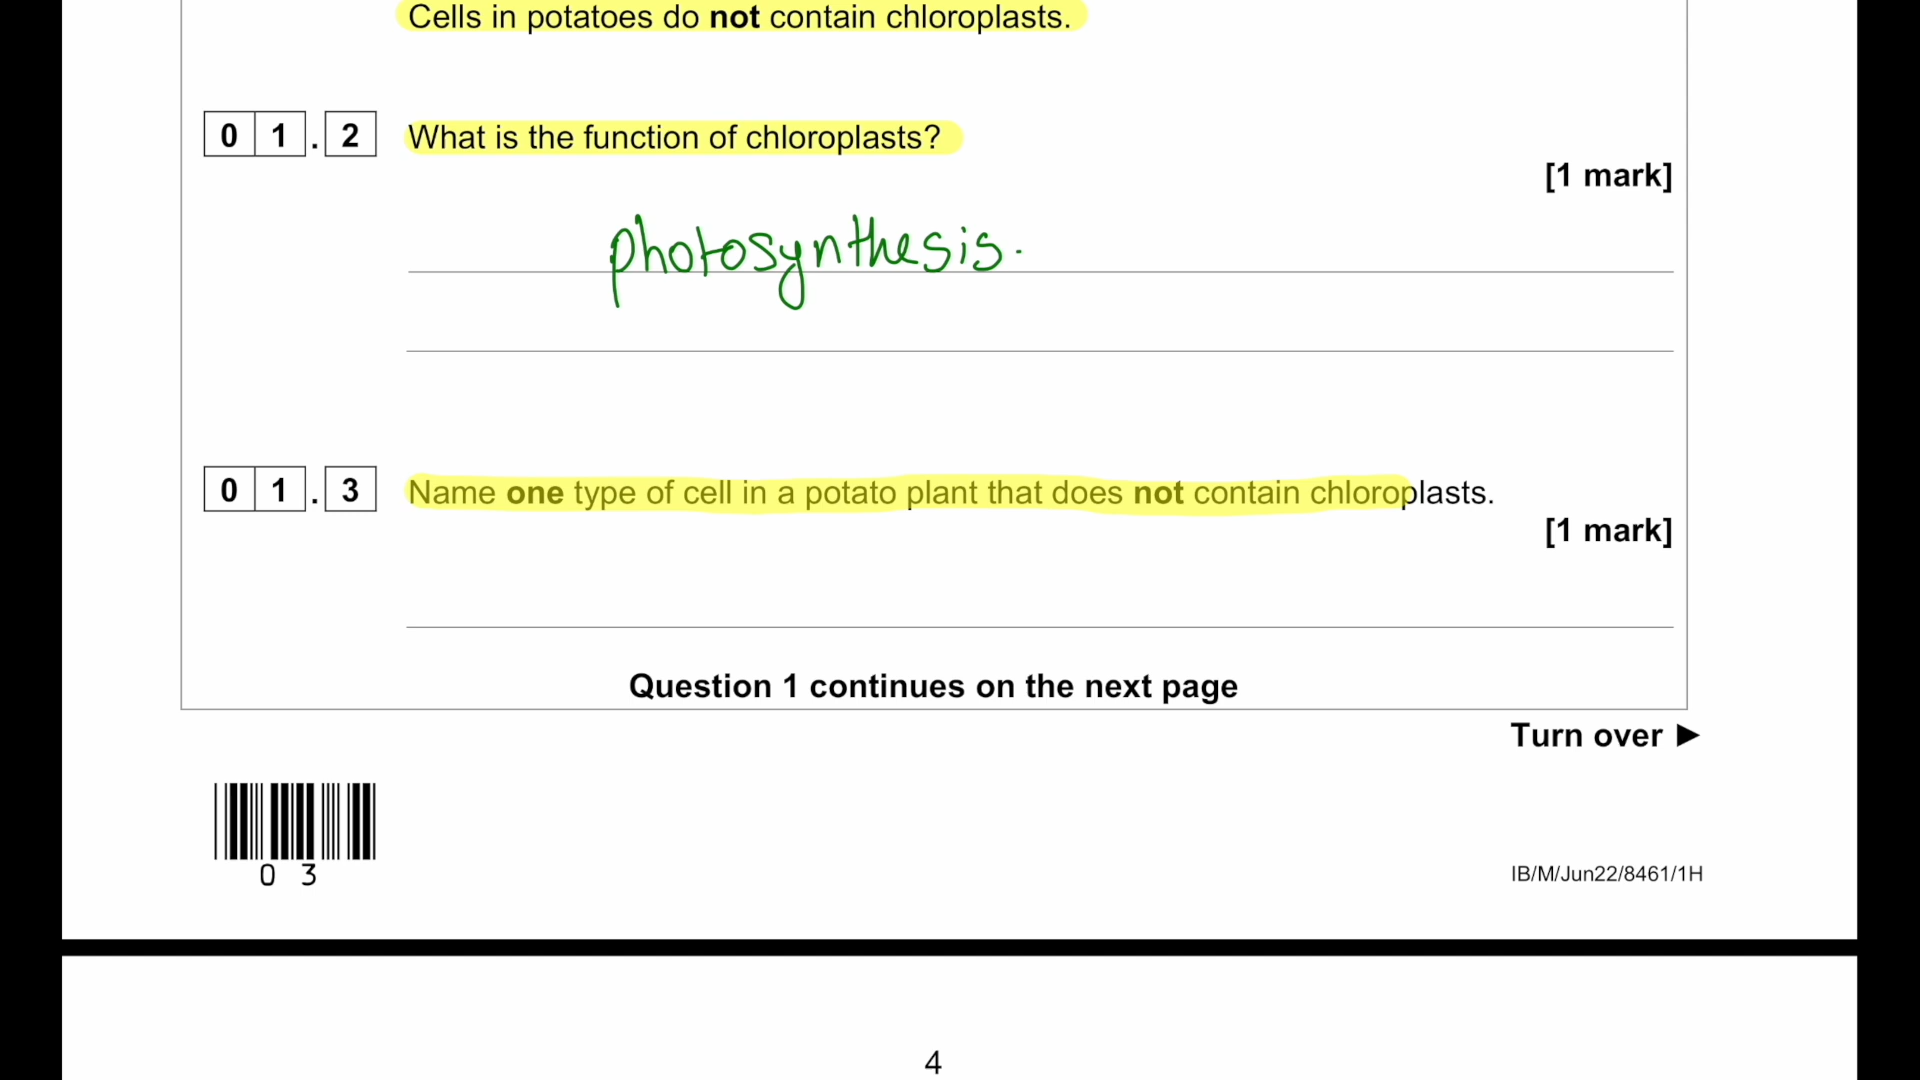 Cells in potatoes do not contain chloroplasts.
0 1 . 2 What is the function of chloroplasts?
[1 mark]
photosynthesis.
0 1 . 3 Name one type of cell in a potato plant that does not contain chloroplasts.
[1 mark]
Question 1 continues on the next page
Turn over ►
0 3
IB/M/Jun22/8461/1H
4